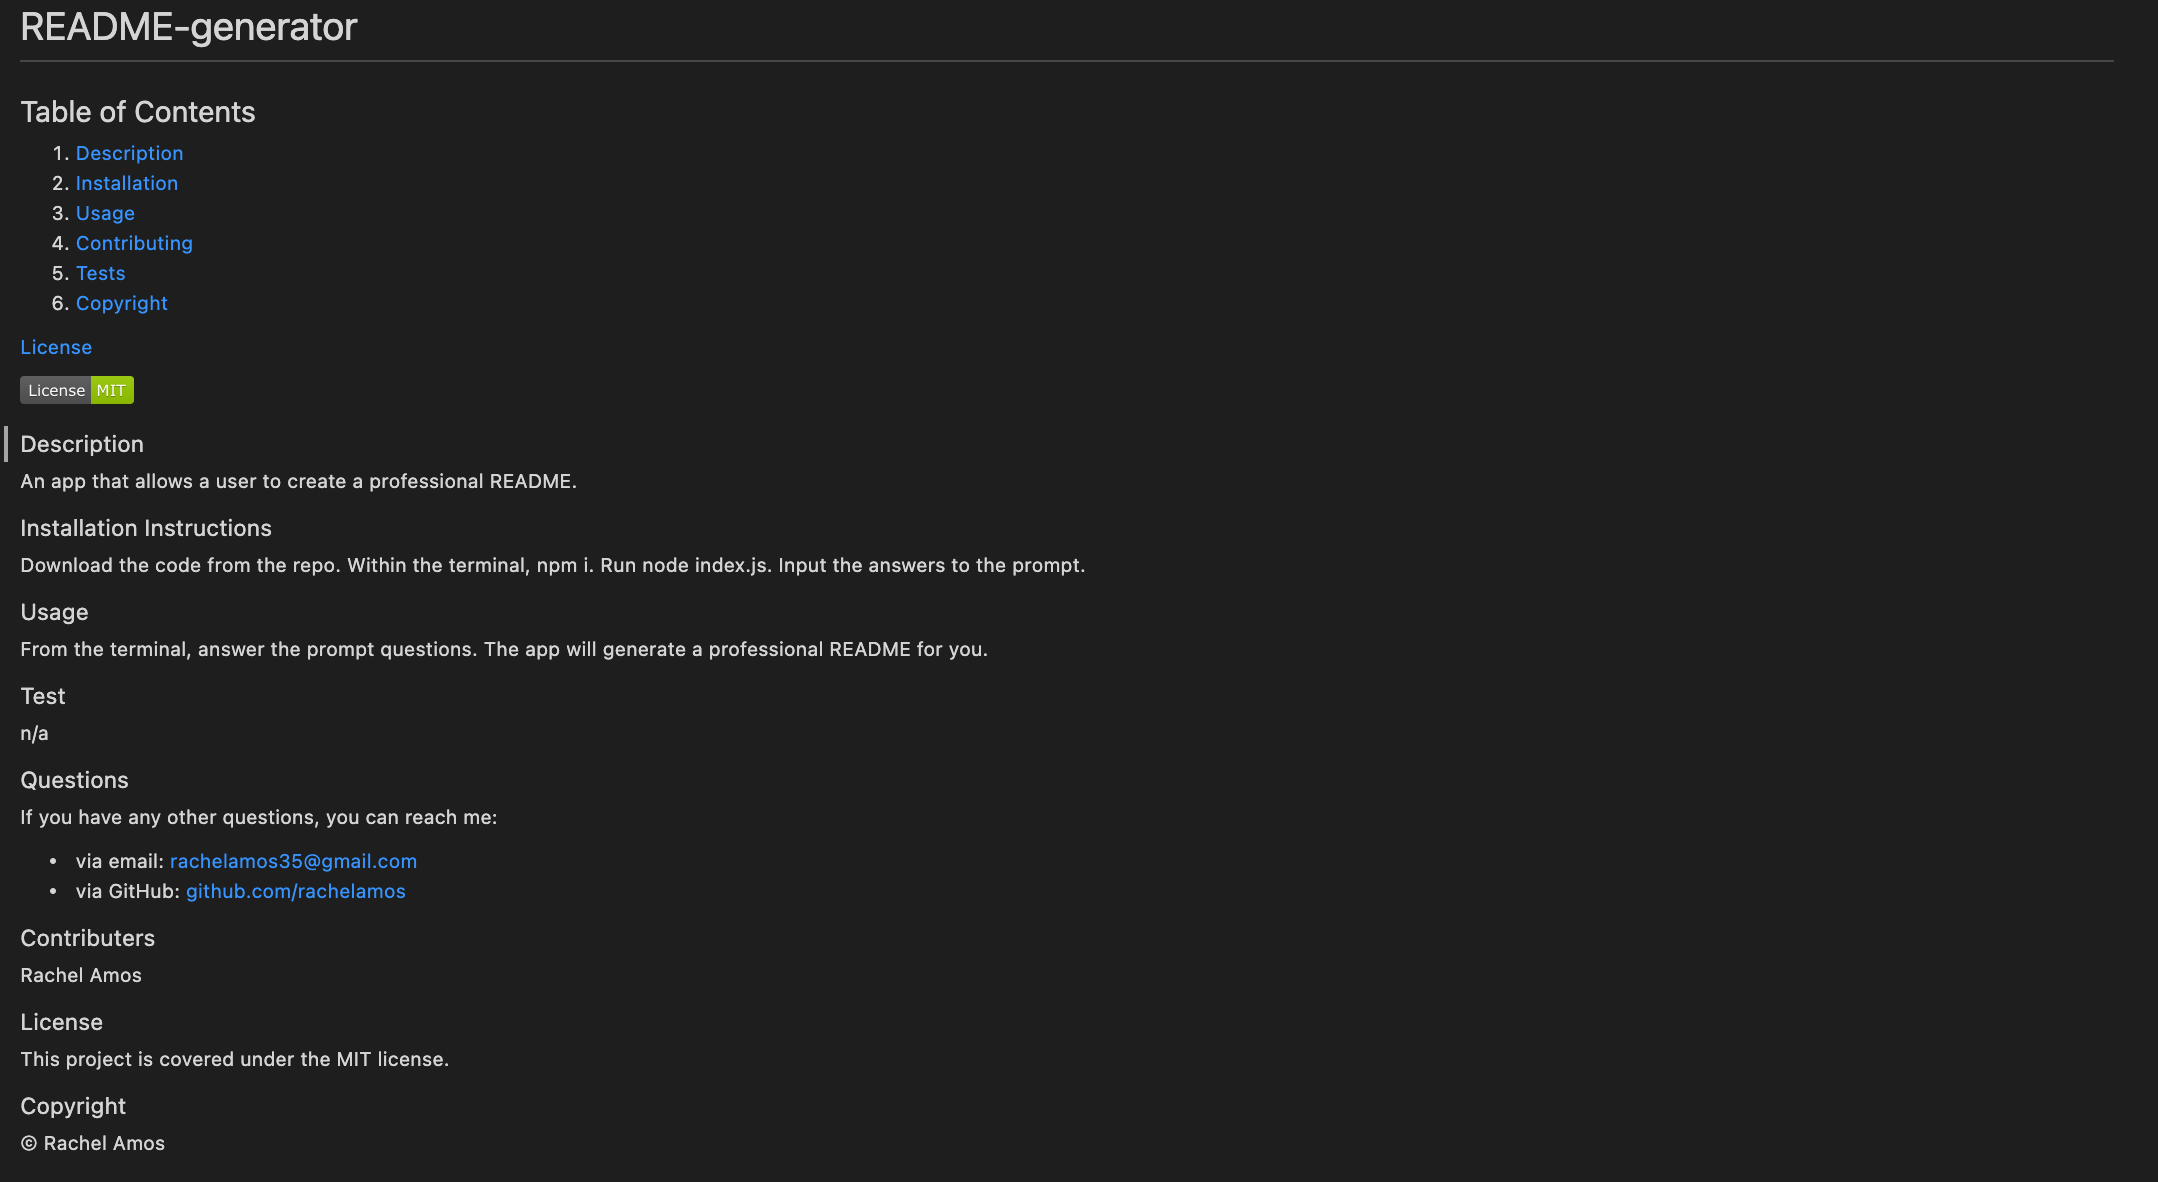 README-generator
Table of Contents
1. Description
2. Installation
3. Usage
4. Contributing
5. Tests
6. Copyright
License
License MIT
Description
An app that allows a user to create a professional README.
Installation Instructions
Download the code from the repo. Within the terminal, npm i. Run node index.js. Input the answers to the prompt.
Usage
From the terminal, answer the prompt questions. The app will generate a professional README for you.
Test
n/a
Questions
If you have any other questions, you can reach me:
• via email: rachelamos35@gmail.com
• via GitHub: github.com/rachelamos
Contributers
Rachel Amos
License
This project is covered under the MIT license.
Copyright
© Rachel Amos